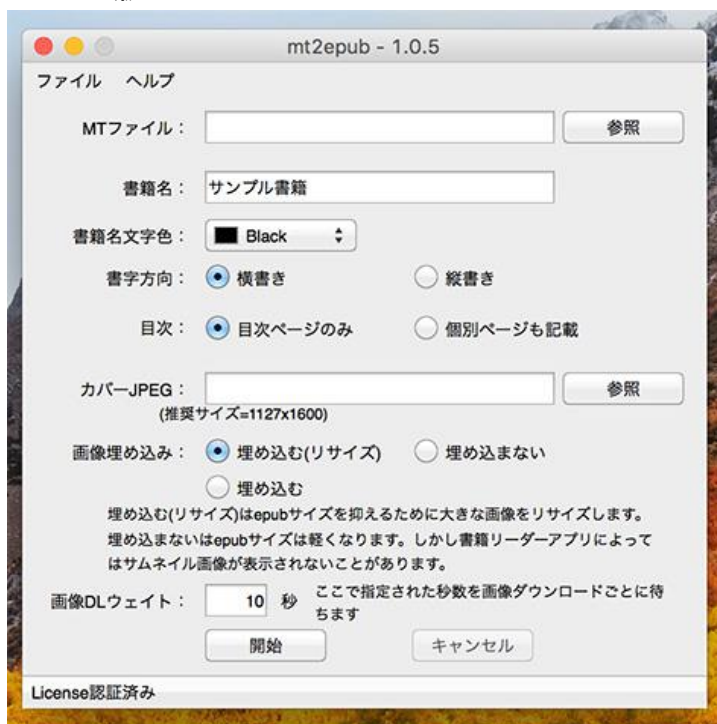 mt2epub - 1.0.5
ファイル ヘルプ
MTファイル： 参照
書籍名： サンプル書籍
書籍名文字色： Black
書字方向： 横書き 縦書き
目次： 目次ページのみ 個別ページも記載
カバーJPEG： 参照
(推奨サイズ=1127x1600)
画像埋め込み： 埋め込む(リサイズ) 埋め込まない
埋め込む
埋め込む(リサイズ)はepubサイズを抑えるために大きな画像をリサイズします。
埋め込まないはepubサイズは軽くなります。しかし書籍リーダーアプリによって
はサムネイル画像が表示されないことがあります。
画像DLウェイト： 10 秒 ここで指定された秒数を画像ダウンロードごとに待
ちます
開始 キャンセル
License認証済み